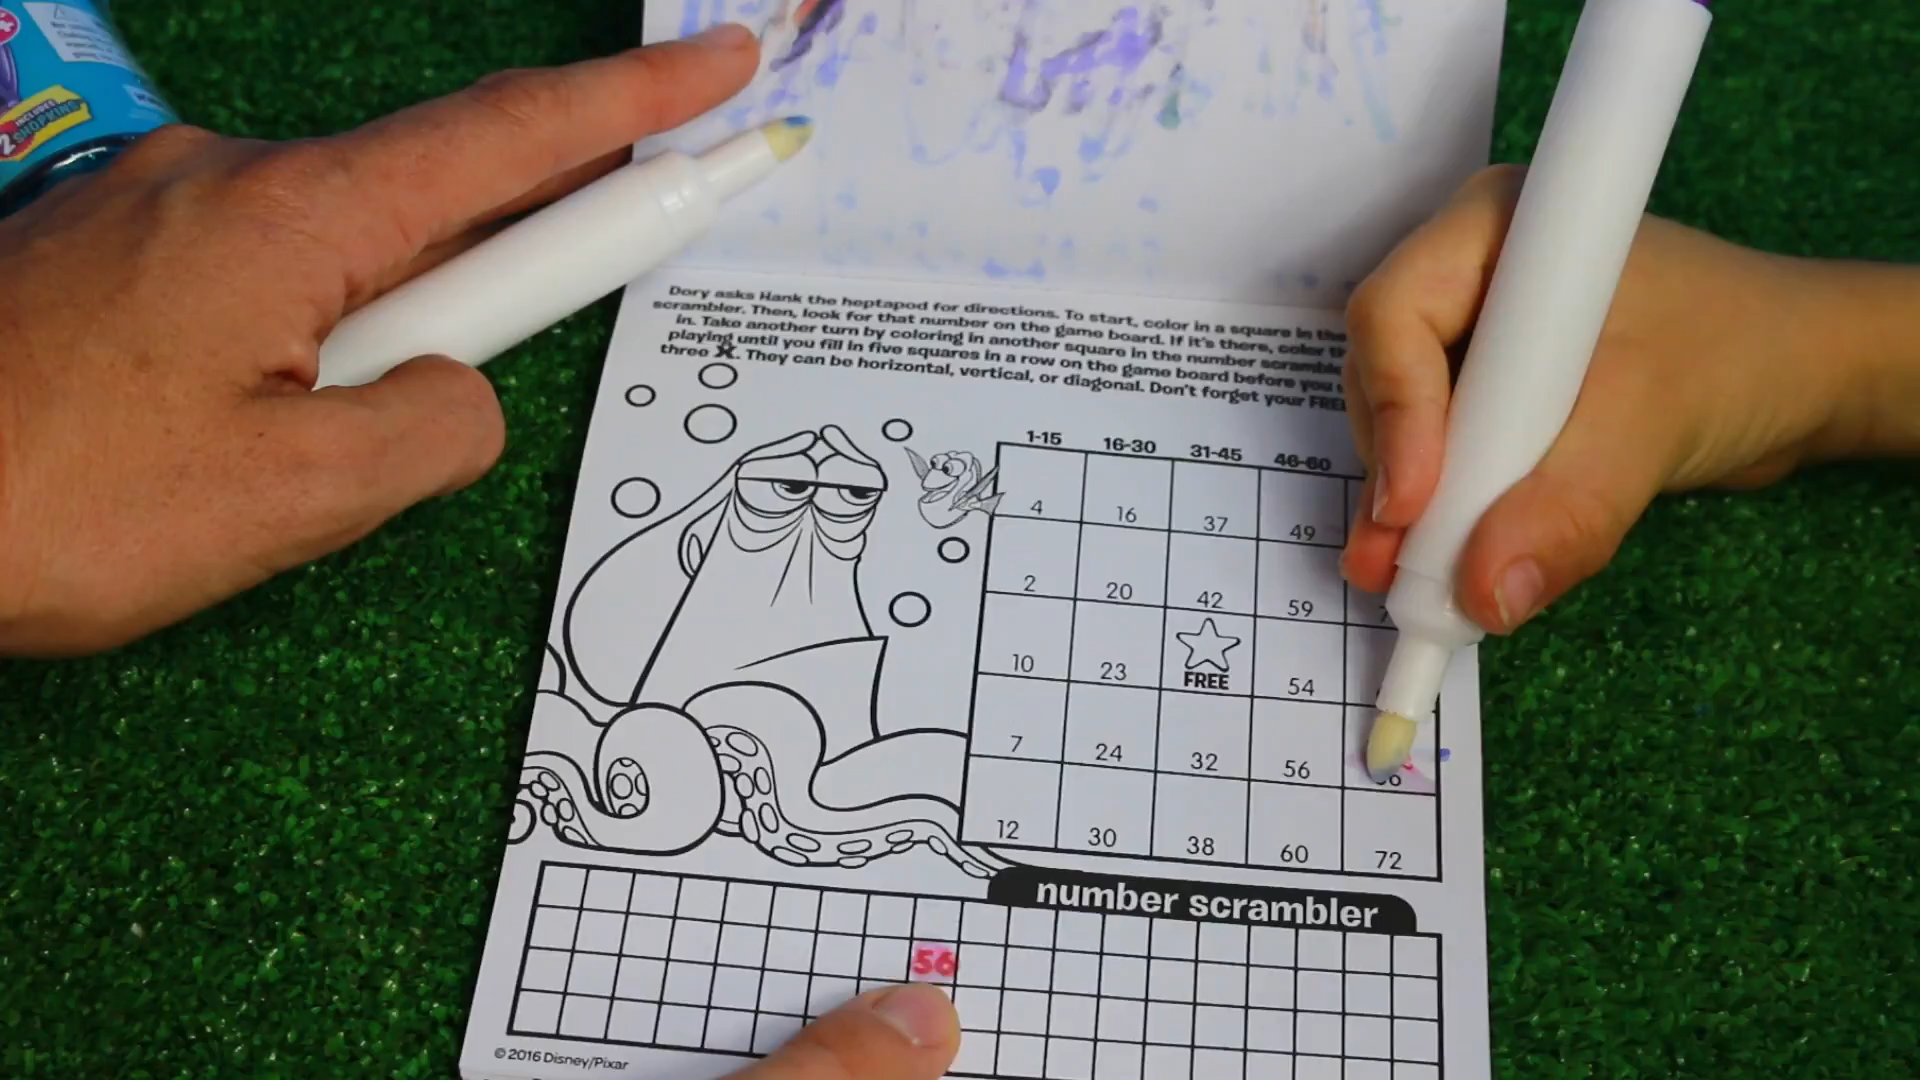 2 INCLUDES
SHOPKINS
Dory asks Hank the heptapod for directions. To start, color in a square in the
scrambler. Then, look for that number on the game board. If it's there, color
in. Take another turn by coloring in another square in the number
playing until you fill in five squares in a row on the game board before you
three X. They can be horizontal, vertical, or diagonal. Don't forget your
1-15 16-30 31-45 46-60
4 16 37 49
2 20 42 59
10 23 FREE 54
7 24 32 56
12 30 38 60 72
number scrambler
56
© 2016 Disney/Pixar